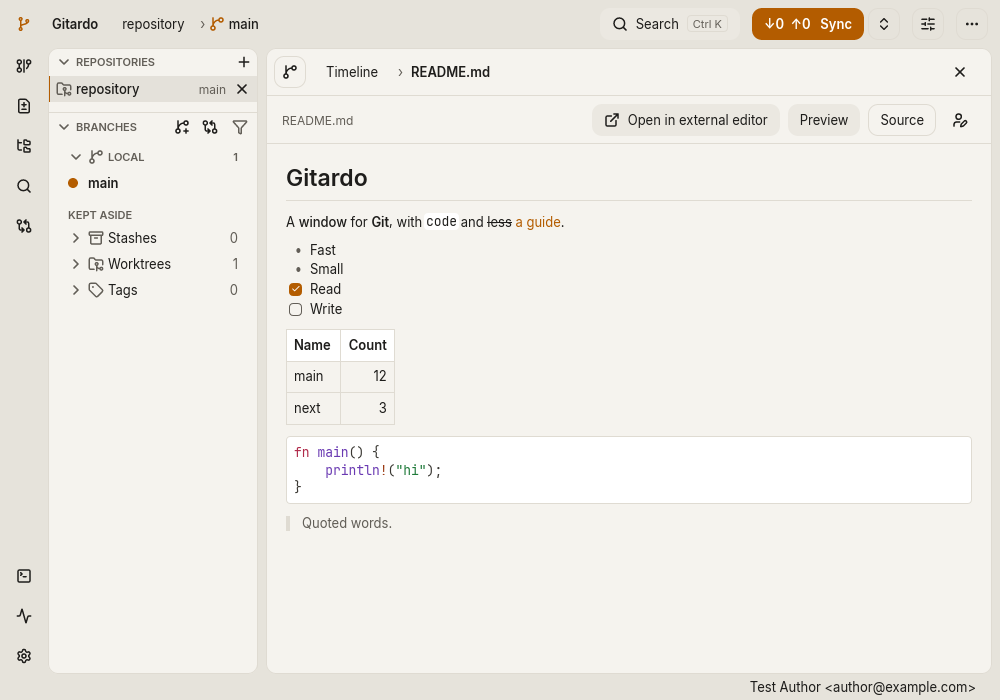 Gitardo repository › main Search Ctrl K ↓0 ↑0 Sync
REPOSITORIES
repository main
BRANCHES
LOCAL 1
main
KEPT ASIDE
Stashes 0
Worktrees 1
Tags 0
Timeline › README.md
README.md Open in external editor Preview Source
Gitardo
A window for Git, with code and less a guide.
• Fast
• Small
Read
Write
Name Count
main 12
next 3
fn main() {
    println!("hi");
}
Quoted words.
Test Author <author@example.com>